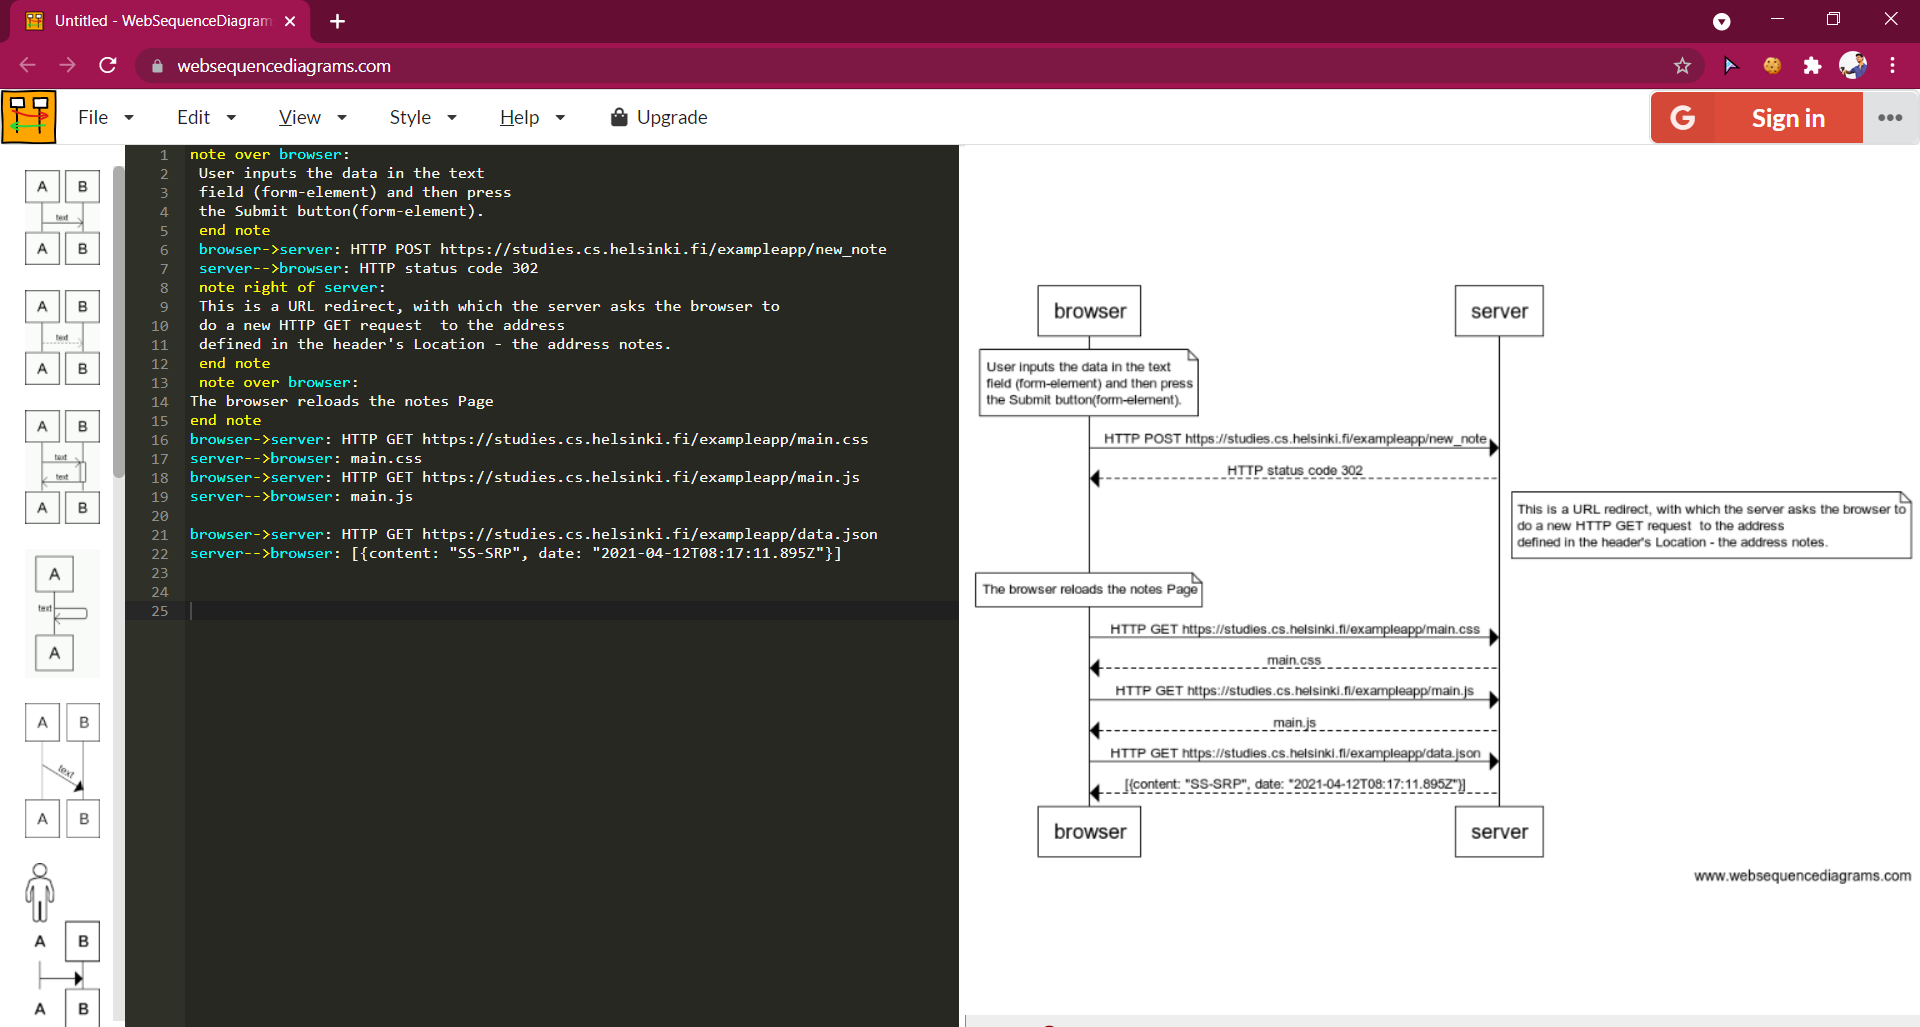 Untitled - WebSequenceDiagram
websequencediagrams.com
File Edit View Style Help Upgrade
G Sign in
A B
text
A B
A B
text
A B
A B
text
text
A B
A
text
A
A B
text
A B
A B
A B
1 note over browser:
2 User inputs the data in the text
3 field (form-element) and then press
4 the Submit button(form-element).
5 end note
6 browser->server: HTTP POST https://studies.cs.helsinki.fi/exampleapp/new_note
7 server-->browser: HTTP status code 302
8 note right of server:
9 This is a URL redirect, with which the server asks the browser to
10 do a new HTTP GET request  to the address
11 defined in the header's Location - the address notes.
12 end note
13 note over browser:
14 The browser reloads the notes Page
15 end note
16 browser->server: HTTP GET https://studies.cs.helsinki.fi/exampleapp/main.css
17 server-->browser: main.css
18 browser->server: HTTP GET https://studies.cs.helsinki.fi/exampleapp/main.js
19 server-->browser: main.js
20
21 browser->server: HTTP GET https://studies.cs.helsinki.fi/exampleapp/data.json
22 server-->browser: [{content: "SS-SRP", date: "2021-04-12T08:17:11.895Z"}]
23
24
25
browser server
User inputs the data in the text
field (form-element) and then press
the Submit button(form-element).
HTTP POST https://studies.cs.helsinki.fi/exampleapp/new_note
HTTP status code 302
This is a URL redirect, with which the server asks the browser to
do a new HTTP GET request  to the address
defined in the header's Location - the address notes.
The browser reloads the notes Page
HTTP GET https://studies.cs.helsinki.fi/exampleapp/main.css
main.css
HTTP GET https://studies.cs.helsinki.fi/exampleapp/main.js
main.js
HTTP GET https://studies.cs.helsinki.fi/exampleapp/data.json
[{content: "SS-SRP", date: "2021-04-12T08:17:11.895Z"}]
browser server
www.websequencediagrams.com